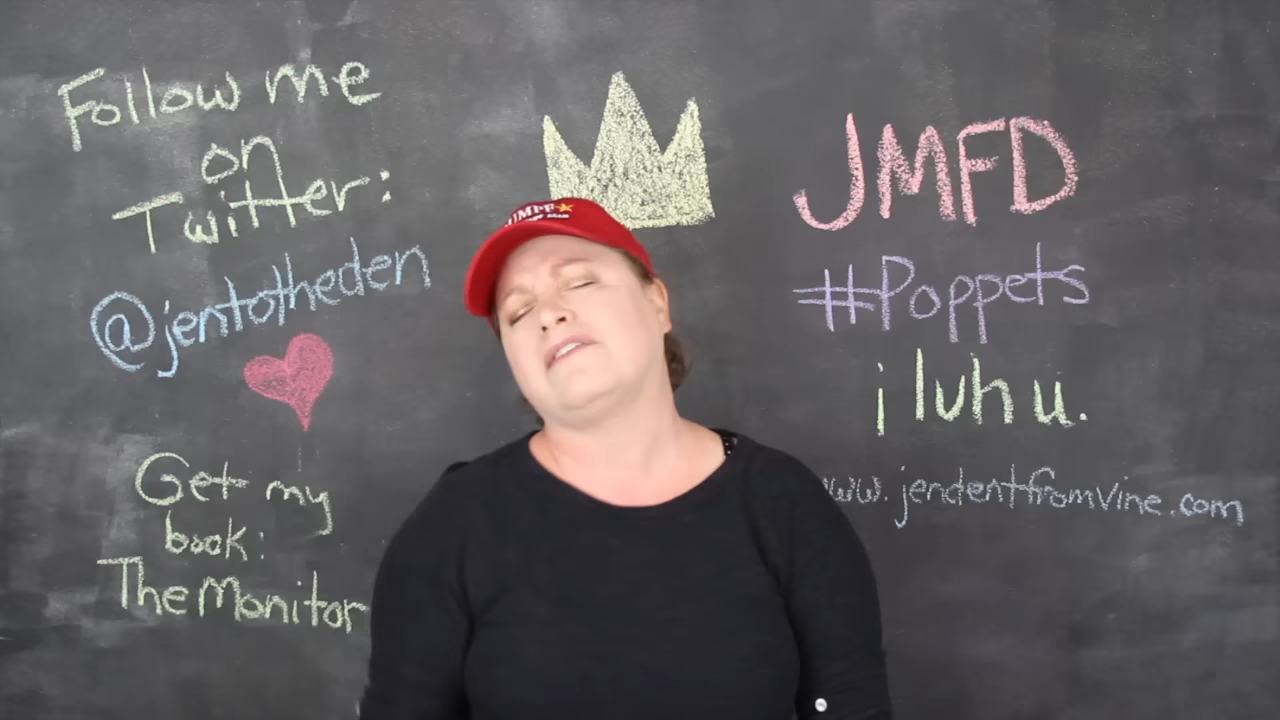 Follow me
on
Twitter:
@jentotheden
Get my
book:
The Monitor
JMFD
#Poppets
i luh u.
www.jendentfromvine.com